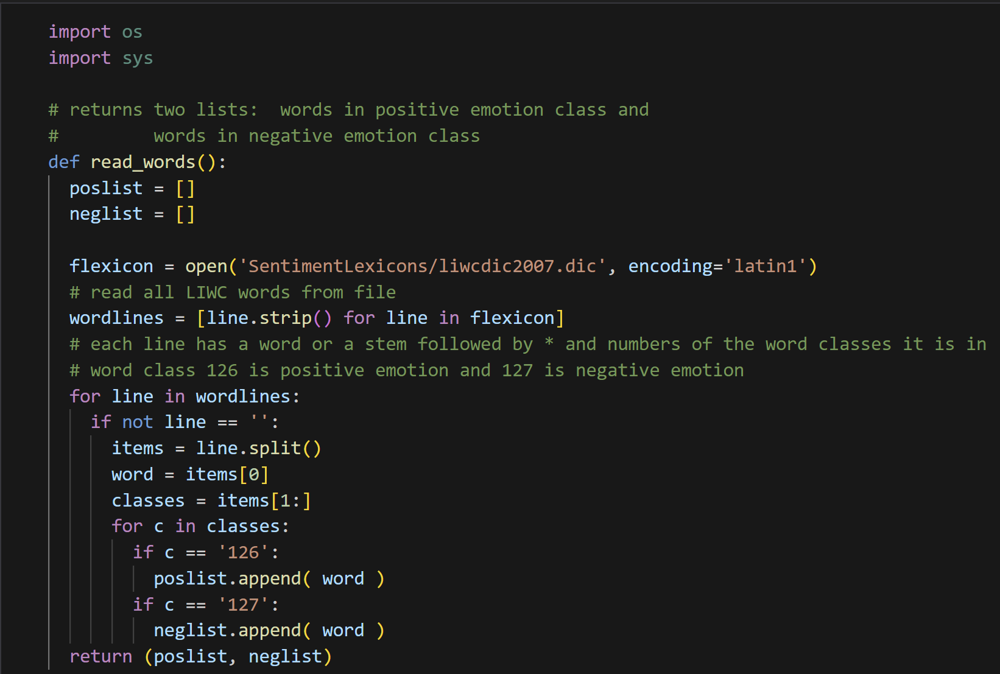 import os
import sys

# returns two lists:  words in positive emotion class and
#         words in negative emotion class
def read_words():
  poslist = []
  neglist = []

  flexicon = open('SentimentLexicons/liwcdic2007.dic', encoding='latin1')
  # read all LIWC words from file
  wordlines = [line.strip() for line in flexicon]
  # each line has a word or a stem followed by * and numbers of the word classes it is in
  # word class 126 is positive emotion and 127 is negative emotion
  for line in wordlines:
    if not line == '':
      items = line.split()
      word = items[0]
      classes = items[1:]
      for c in classes:
        if c == '126':
          poslist.append( word )
        if c == '127':
          neglist.append( word )
  return (poslist, neglist)